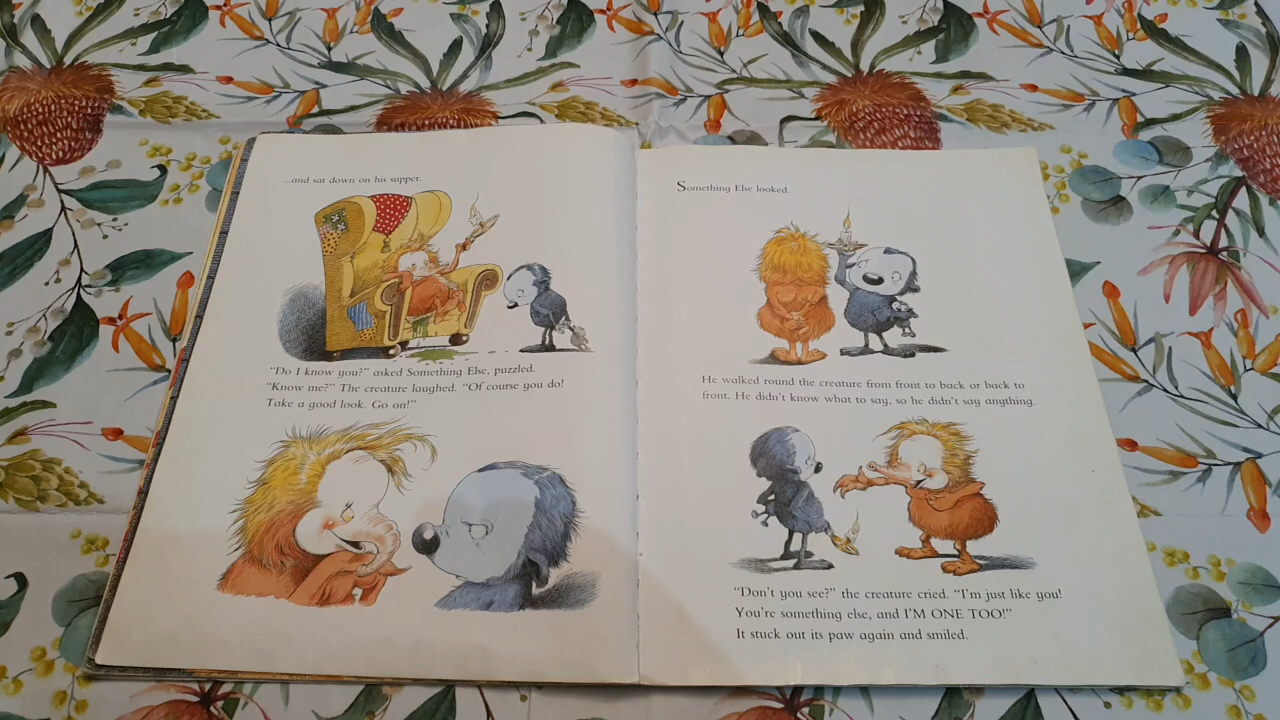 ...and sat down on his supper.
"Do I know you?" asked Something Else, puzzled.
"Know me?" The creature laughed. "Of course you do!
Take a good look. Go on!"
Something Else looked.
He walked round the creature from front to back or back to
front. He didn't know what to say, so he didn't say anything.
"Don't you see?" the creature cried. "I'm just like you!
You're something else, and I'M ONE TOO!"
It stuck out its paw again and smiled.